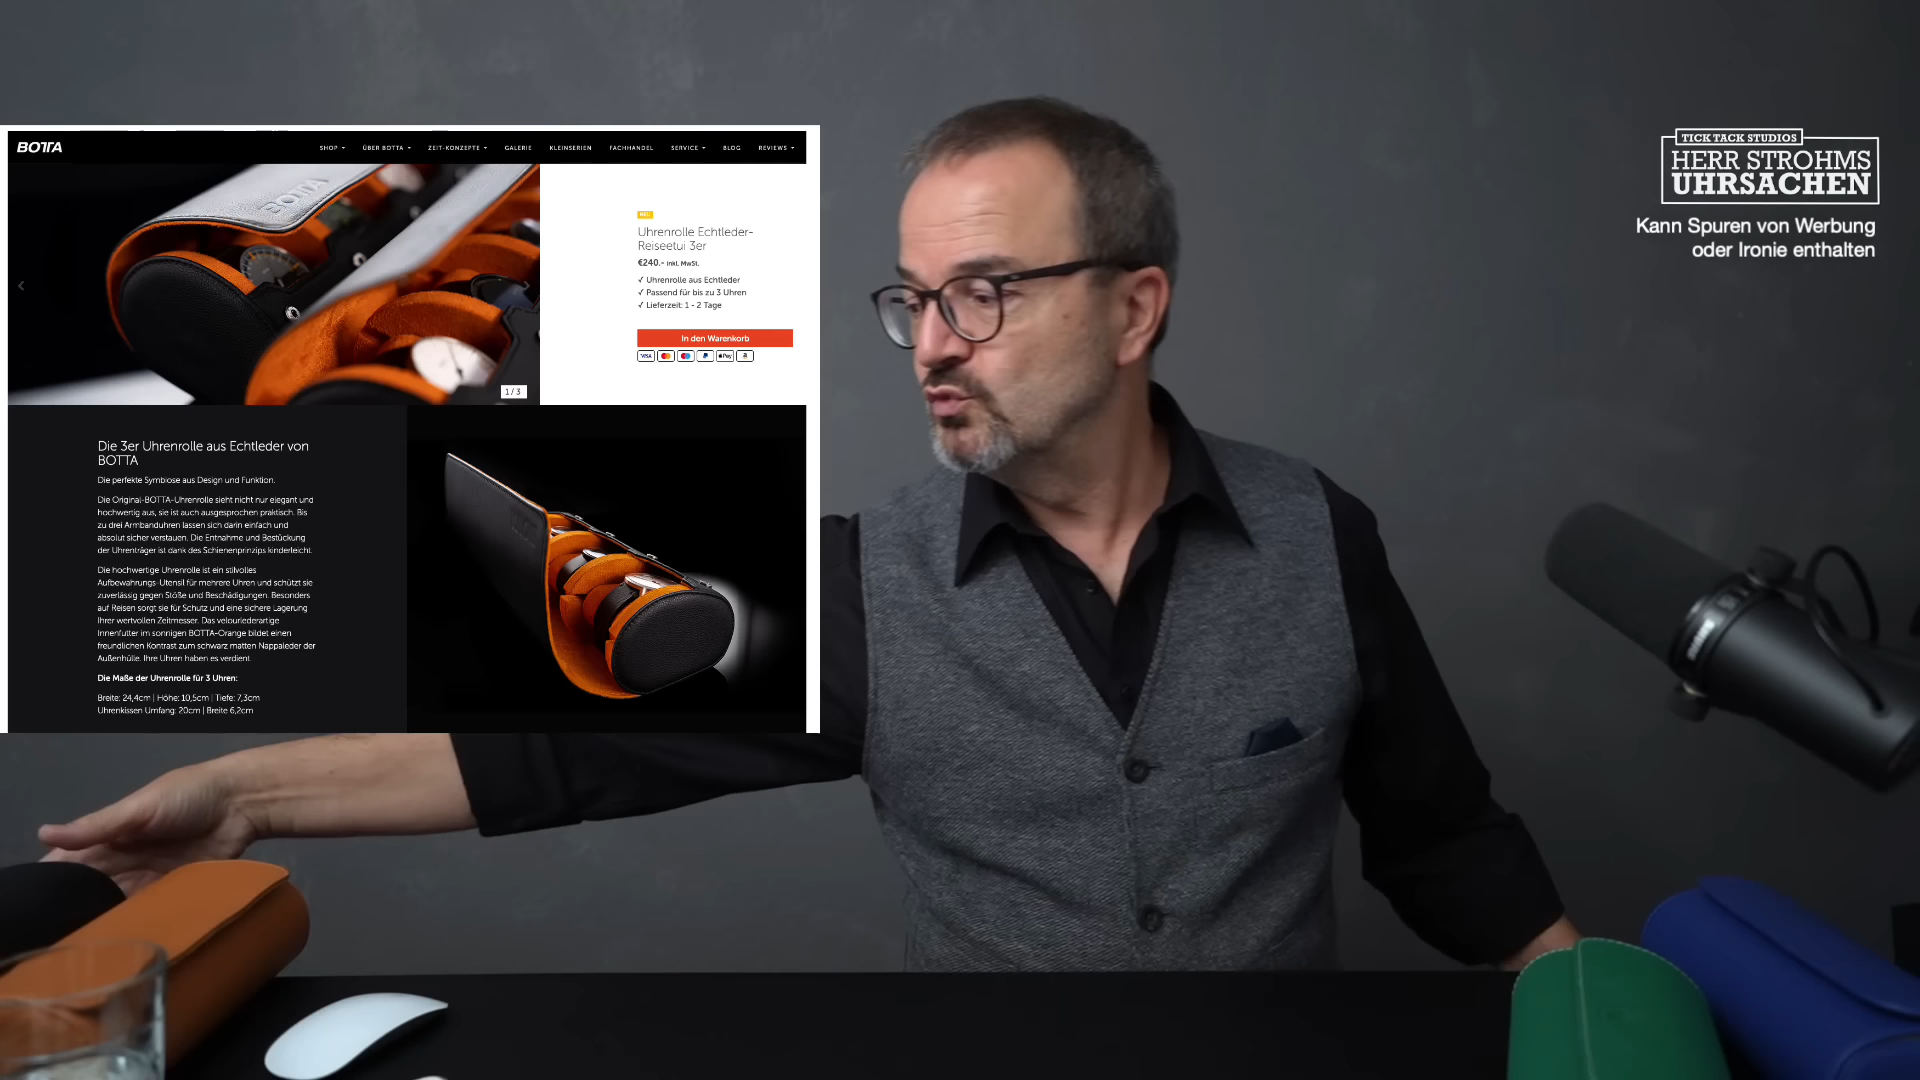 BOTTA
SHOP
ÜBER BOTTA
ZEIT-KONZEPTE
GALERIE
KLEINSERIEN
FACHHANDEL
SERVICE
BLOG
REVIEWS
BOTTA
NEU
Uhrenrolle Echtleder-
Reiseetui 3er
€240.- inkl. MwSt.
✓ Uhrenrolle aus Echtleder
✓ Passend für bis zu 3 Uhren
✓ Lieferzeit: 1 - 2 Tage
In den Warenkorb
VISA
Pay
1 / 3
Die 3er Uhrenrolle aus Echtleder von
BOTTA
Die perfekte Symbiose aus Design und Funktion.
Die Original-BOTTA-Uhrenrolle sieht nicht nur elegant und
hochwertig aus, sie ist auch ausgesprochen praktisch. Bis
zu drei Armbanduhren lassen sich darin einfach und
absolut sicher verstauen. Die Entnahme und Bestückung
der Uhrenträger ist dank des Schienenprinzips kinderleicht.
Die hochwertige Uhrenrolle ist ein stilvolles
Aufbewahrungs-Utensil für mehrere Uhren und schützt sie
zuverlässig gegen Stöße und Beschädigungen. Besonders
auf Reisen sorgt sie für Schutz und eine sichere Lagerung
Ihrer wertvollen Zeitmesser. Das velouriederartige
Innenfutter im sonnigen BOTTA-Orange bildet einen
freundlichen Kontrast zum schwarz matten Nappaleder der
Außenhülle. Ihre Uhren haben es verdient.
Die Maße der Uhrenrolle für 3 Uhren:
Breite: 24,4cm | Höhe: 10,5cm | Tiefe: 7,3cm
Uhrenkissen Umfang: 20cm | Breite 6,2cm
TICK TACK STUDIOS
HERR STROHMS
UHRSACHEN
Kann Spuren von Werbung
oder Ironie enthalten